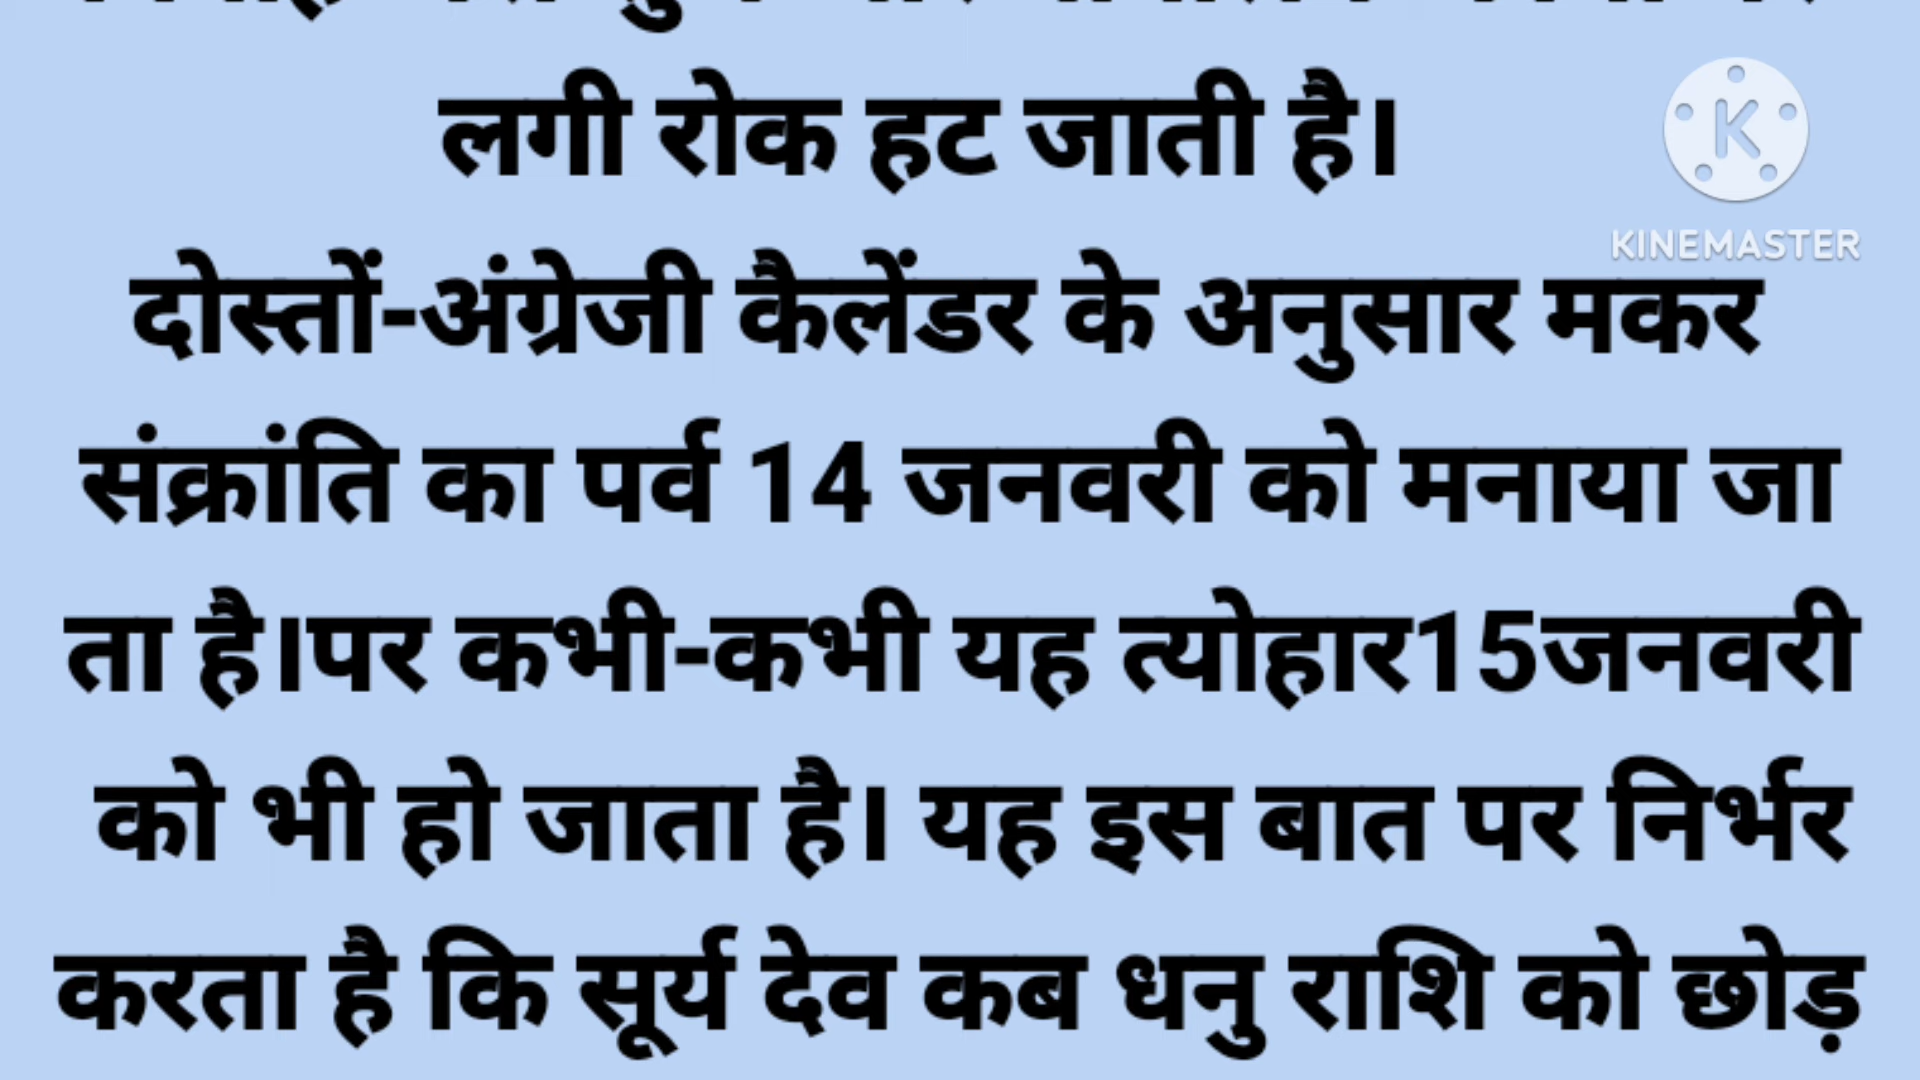 लगी रोक हट जाती है।
KINEMASTER
दोस्तों-अंग्रेजी कैलेंडर के अनुसार मकर
संक्रांति का पर्व 14 जनवरी को मनाया जा
ता है।पर कभी-कभी यह त्योहार15जनवरी
को भी हो जाता है। यह इस बात पर निर्भर
करता है कि सूर्य देव कब धनु राशि को छोड़